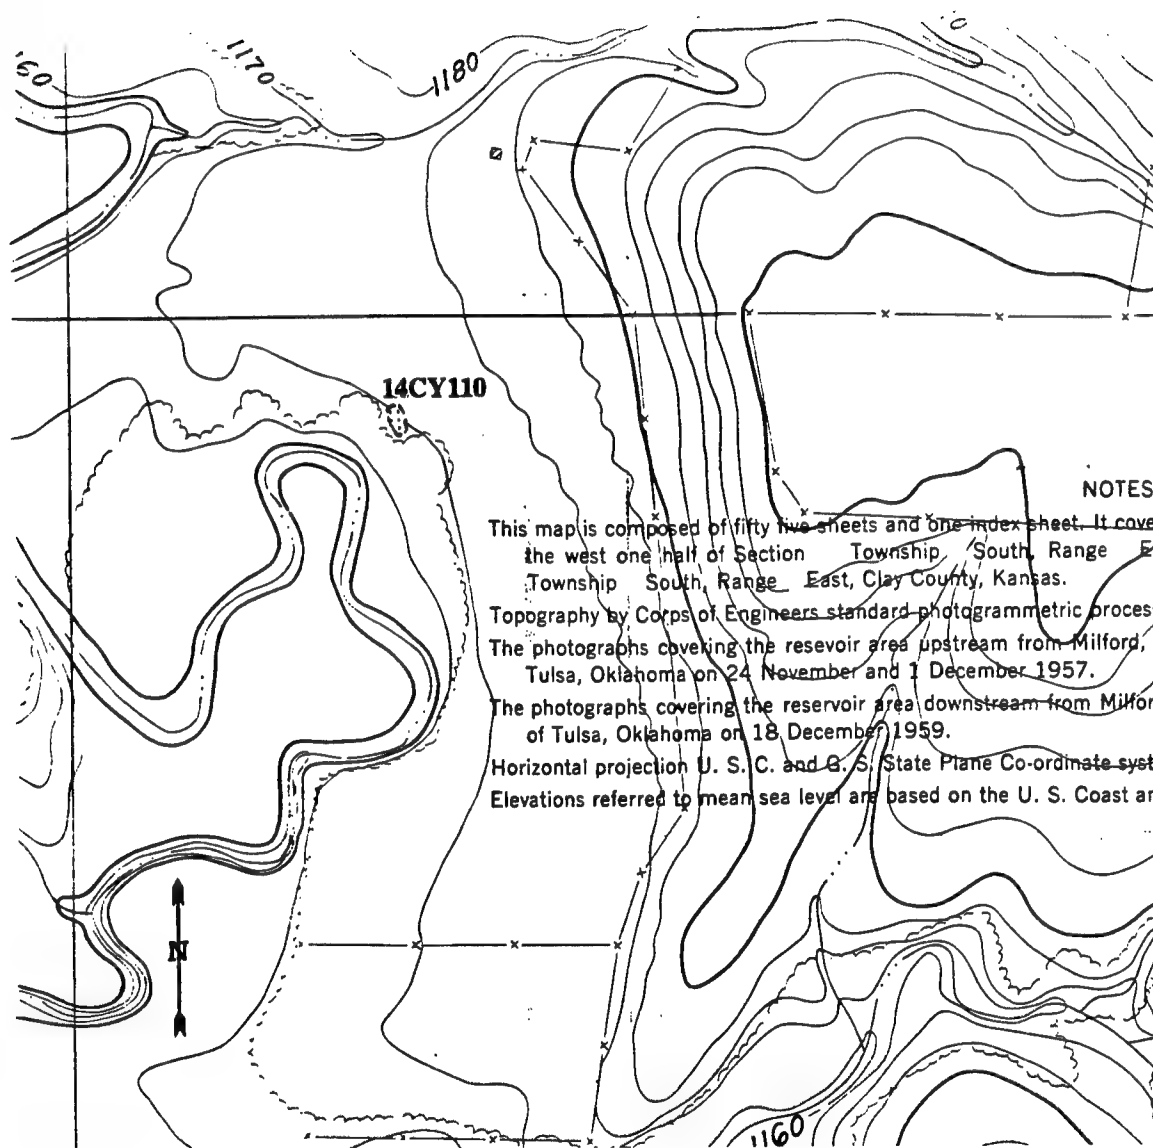 1170
1180
60
14CY110
NOTES
This map is composed of fifty five sheets and one index sheet. It cove
the west one half of Section Township South, Range E
Township South, Range East, Clay County, Kansas.
Topography by Corps of Engineers standard photogrammetric proces
The photographs covering the resevoir area upstream from Milford,
Tulsa, Oklahoma on 24 November and 1 December 1957.
The photographs covering the reservoir area downstream from Milfor
of Tulsa, Oklahoma on 18 December 1959.
Horizontal projection U. S. C. and G. S. State Plane Co-ordinate syst
Elevations referred to mean sea level are based on the U. S. Coast an
N
1160